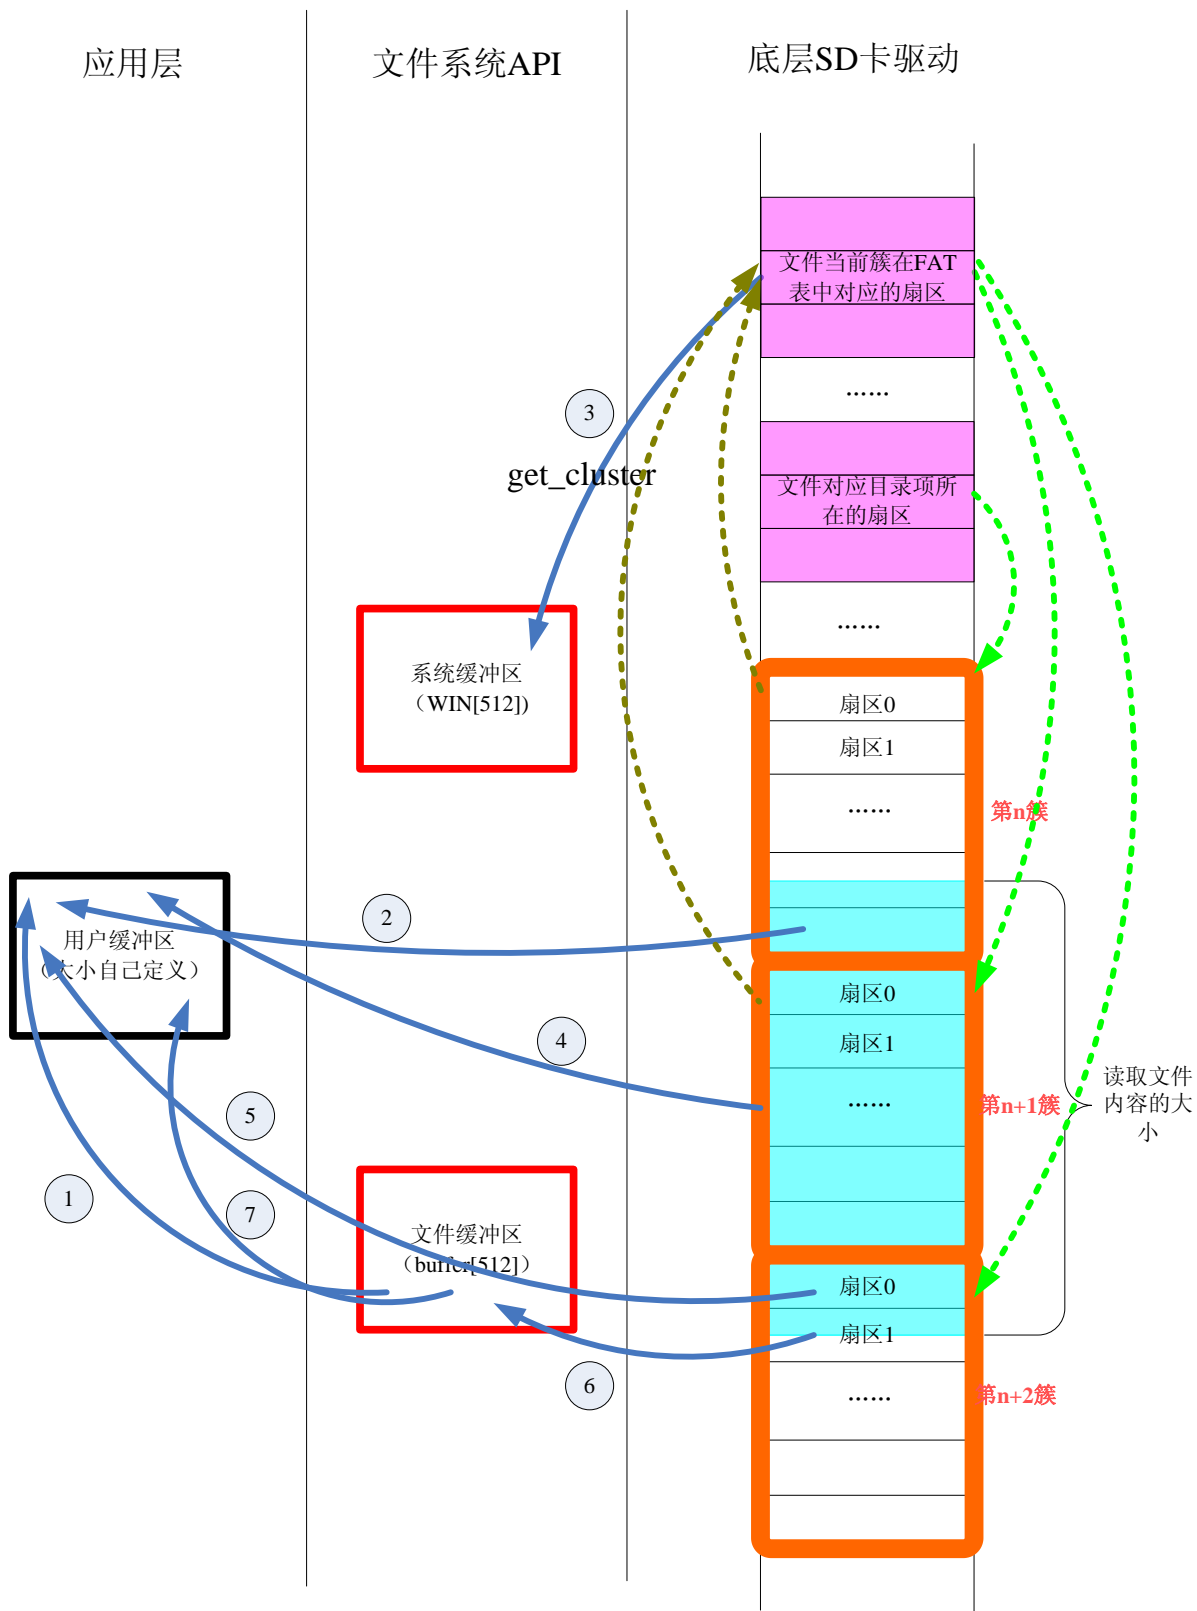 应用层
文件系统API
底层SD卡驱动
文件当前簇在FAT
表中对应的扇区
……
3
get_cluster
文件对应目录项所
在的扇区
……
系统缓冲区
（WIN[512])
扇区0
扇区1
……
第n簇
2
用户缓冲区
（大小自己定义）
扇区0
4
扇区1
读取文件
内容的大
小
……
第n+1簇
5
1
7
文件缓冲区
（buffer[512]）
扇区0
扇区1
6
……
第n+2簇